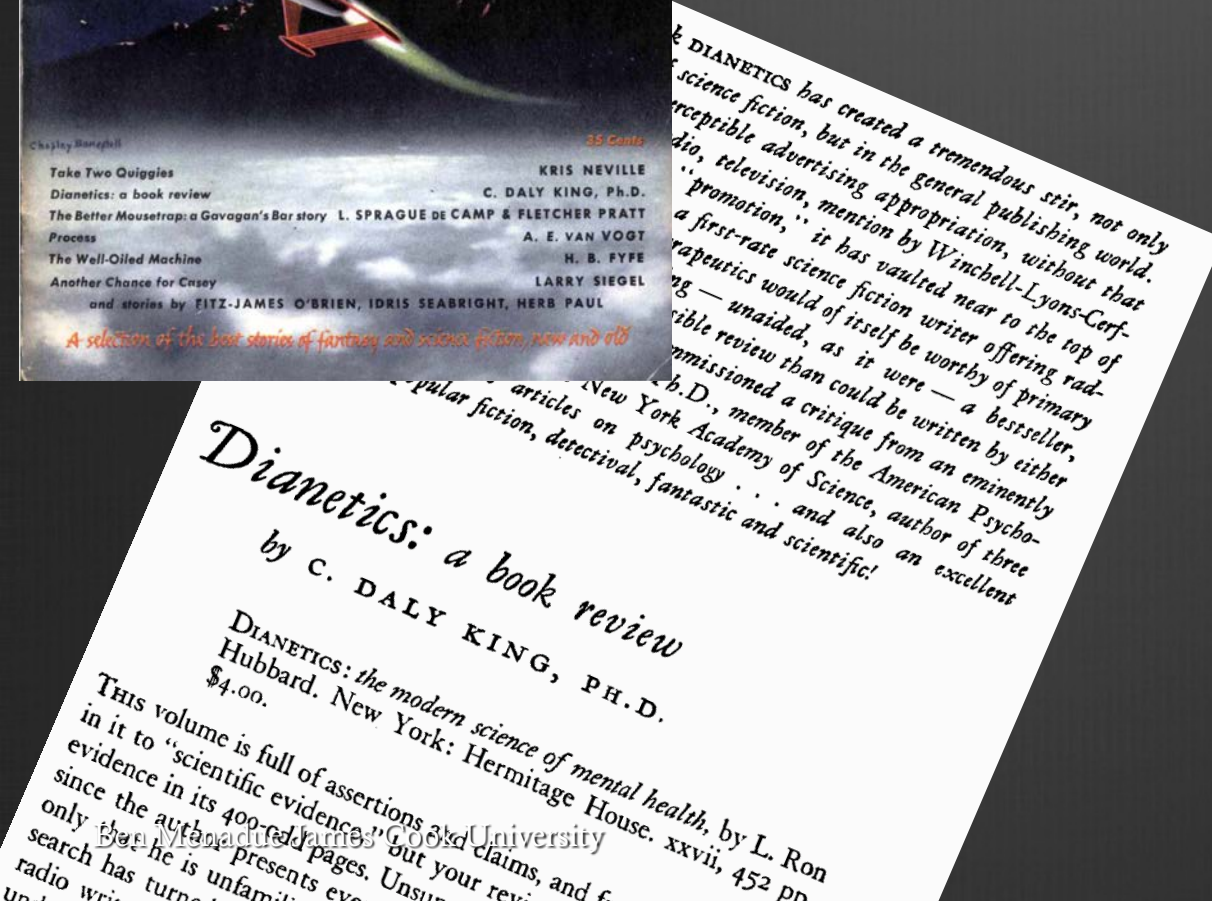 Chesley Bonestell
35 Cents
Take Two Quiggies KRIS NEVILLE
Dianetics: a book review C. DALY KING, Ph.D.
The Better Mousetrap: a Gavagan's Bar story L. SPRAGUE DE CAMP & FLETCHER PRATT
Process A. E. VAN VOGT
The Well-Oiled Machine H. B. FYFE
Another Chance for Casey LARRY SIEGEL
and stories by FITZ-JAMES O'BRIEN, IDRIS SEABRIGHT, HERB PAUL
A selection of the best stories of fantasy and science fiction, new and old
DIANETICS has created a tremendous stir, not only
science fiction, but in the general publishing world.
advertising appropriation, without that
television, mention by Winchell-Lyons-Cerf-
"promotion," it has vaulted near to the top of
a first-rate science fiction writer offering rad-
would of itself be worthy of primary
— unaided, as it were — a bestseller,
review than could be written by either
a critique from an eminently
member of the American Psycho-
New York Academy of Science, author of three
articles on psychology . . . and also an excellent
fiction, detectival, fantastic and scientific!
Dianetics: a book review
by C. DALY KING, PH.D.
DIANETICS: the modern science of mental health, by L. Ron
Hubbard. New York: Hermitage House. xxvii, 452 pp.
$4.00.
THIS volume is full of assertions and claims, and
in it to "scientific evidence," but your
evidence in its 400-odd pages.
since the author presents
only that he is
search has
radio
Ben Menadue James Cook University